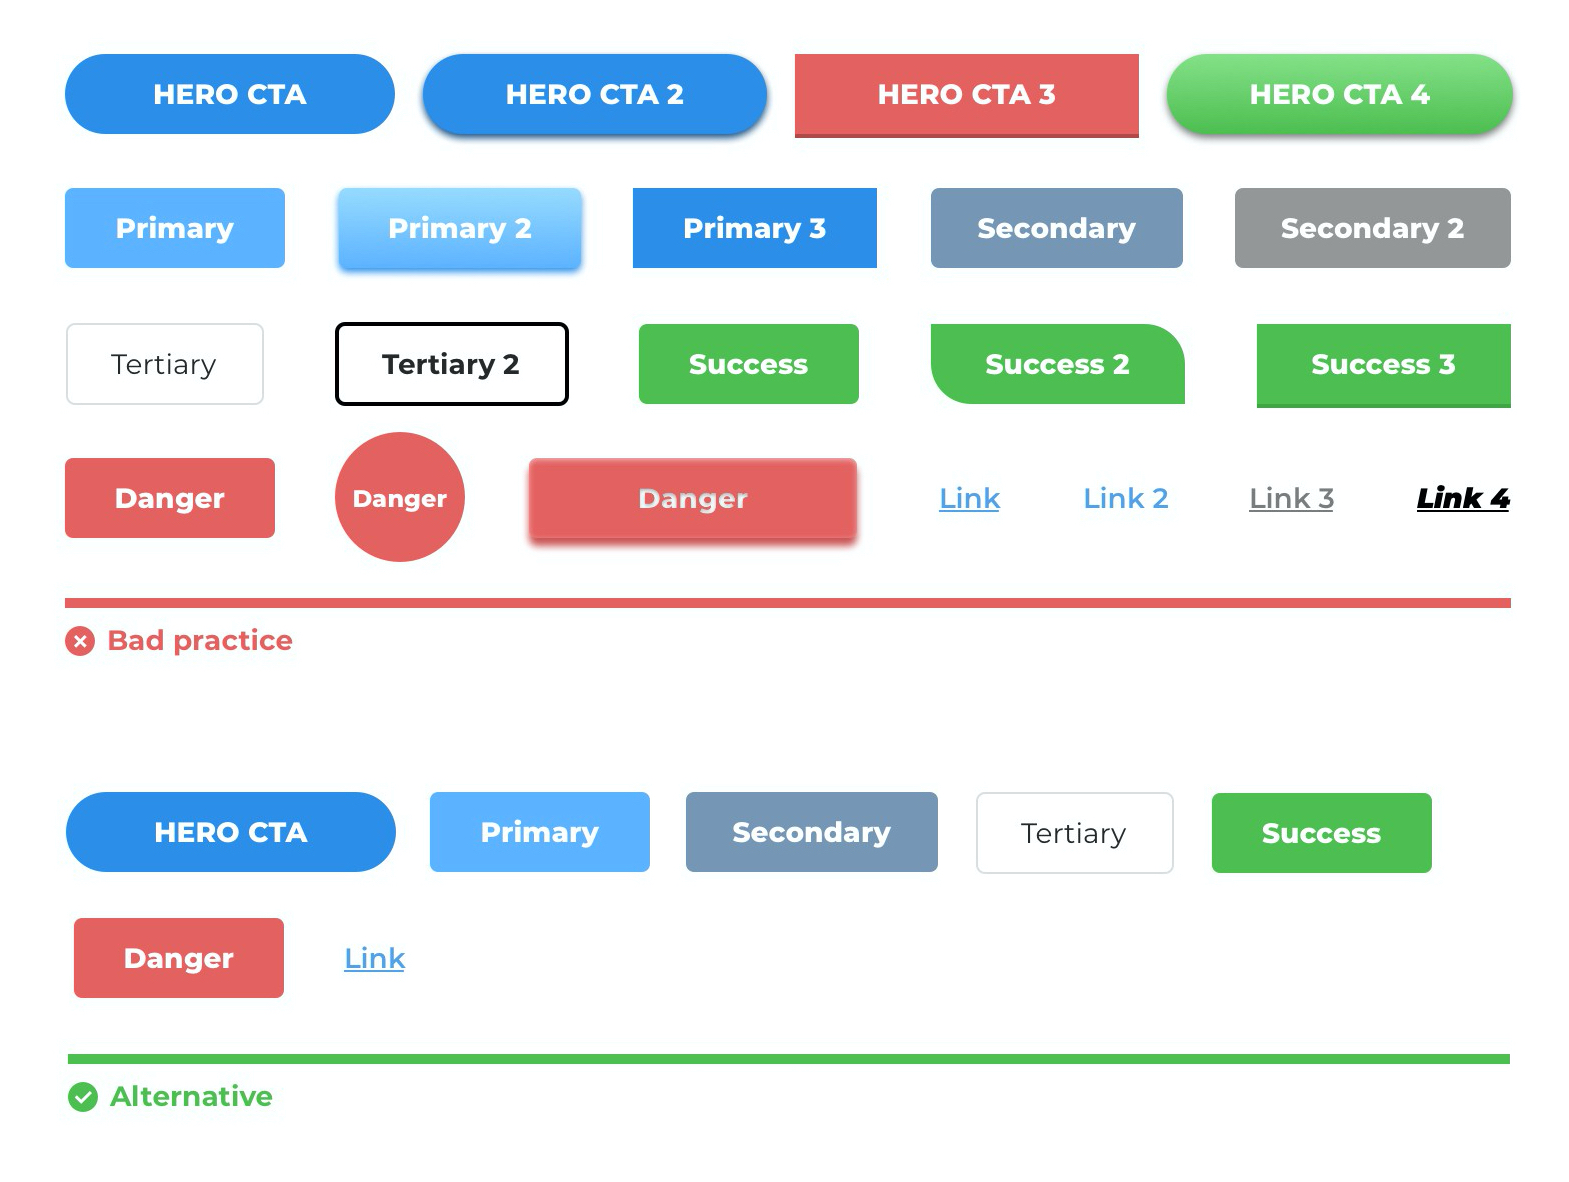 HERO CTA HERO CTA 2 HERO CTA 3 HERO CTA 4
Primary Primary 2 Primary 3 Secondary Secondary 2
Tertiary Tertiary 2 Success Success 2 Success 3
Danger Danger Danger Link Link 2 Link 3 Link 4
Bad practice
HERO CTA Primary Secondary Tertiary Success
Danger Link
Alternative